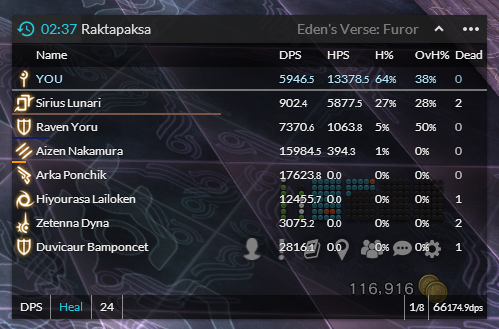 02:37 Raktapaksa Eden's Verse: Furor
Name DPS HPS H% OvH% Dead
YOU 5946.5 13378.5 64% 38% 0
Sirius Lunari 902.4 5877.5 27% 28% 2
Raven Yoru 7370.6 1063.8 5% 50% 0
Aizen Nakamura 15984.5 394.3 1% 0% 0
Arka Ponchik 17623.8 0.0 0% 0% 0
Hiyourasa Lailoken 12455.7 0.0 0% 0% 1
Zetenna Dyna 3075.2 0.0 0% 0% 2
Duvicaur Bamponcet 2816.1 0.0 0% 0% 1
116,916
DPS Heal 24 1/8 66174.9dps